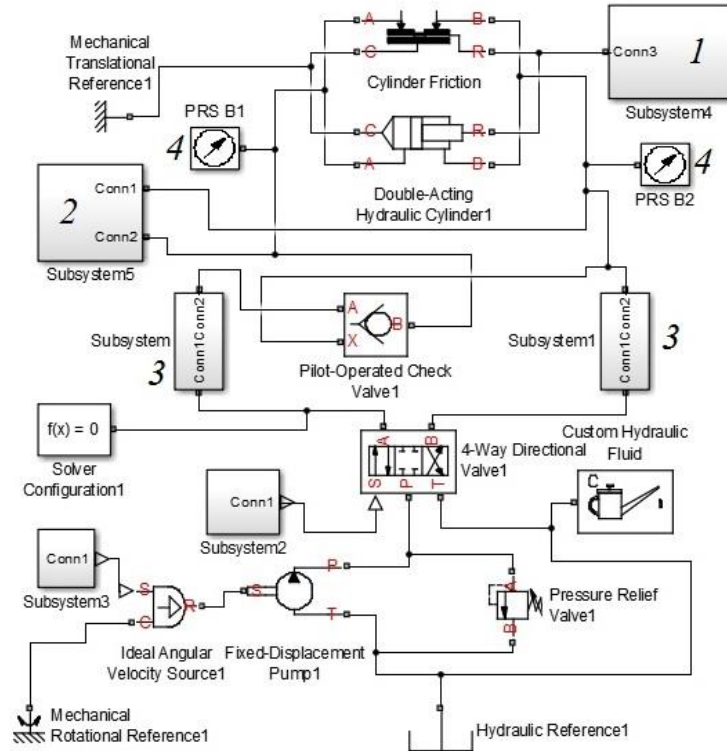 A
B
C
R
Cylinder Friction
Mechanical
Translational
Reference1
Conn3
1
Subsystem4
PRS B1
4
C
R
A
B
Double-Acting
Hydraulic Cylinder1
4
PRS B2
2
Conn1
Conn2
Subsystem5
Subsystem
Conn1Conn2
3
A
X
B
Pilot-Operated Check
Valve1
Subsystem1
Conn1Conn2
3
f(x) = 0
Solver
Configuration1
A
B
S
P
T
4-Way Directional
Valve1
Custom Hydraulic
Fluid
C
Conn1
Subsystem2
Conn1
Subsystem3
S
C
R
Ideal Angular
Velocity Source1
S
P
T
Fixed-Displacement
Pump1
A
B
Pressure Relief
Valve1
Mechanical
Rotational Reference1
Hydraulic Reference1